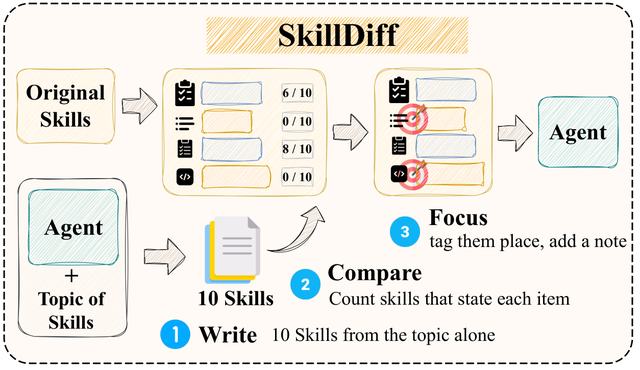 SkillDiff
Original
Skills
6 / 10
0 / 10
8 / 10
0 / 10
Agent
Agent
+
Topic of
Skills
10 Skills
3 Focus
tag them place, add a note
2 Compare
Count skills that state each item
1 Write 10 Skills from the topic alone